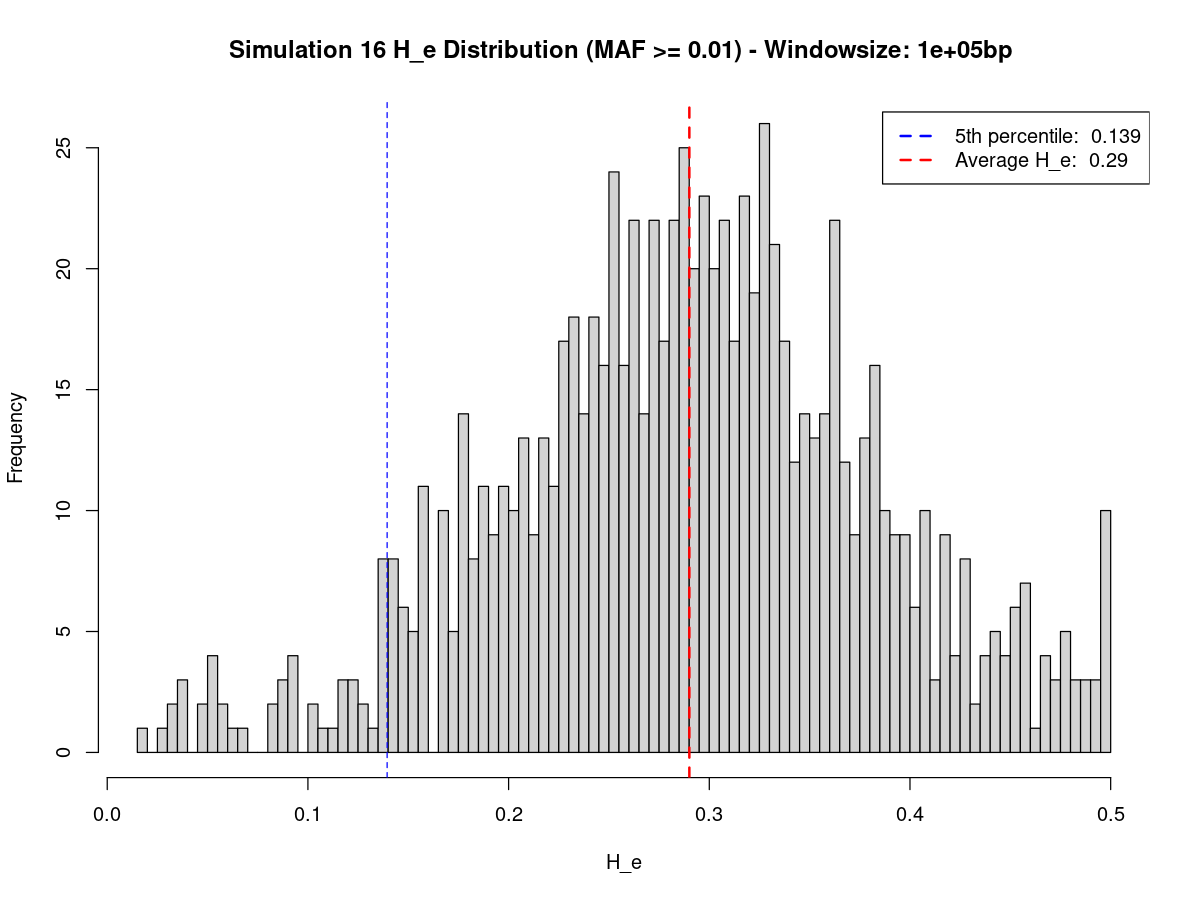 Simulation 16 H_e Distribution (MAF >= 0.01) - Windowsize: 1e+05bp
5th percentile:  0.139
Average H_e:  0.29
Frequency
25
20
15
10
5
0
0.0 0.1 0.2 0.3 0.4 0.5
H_e